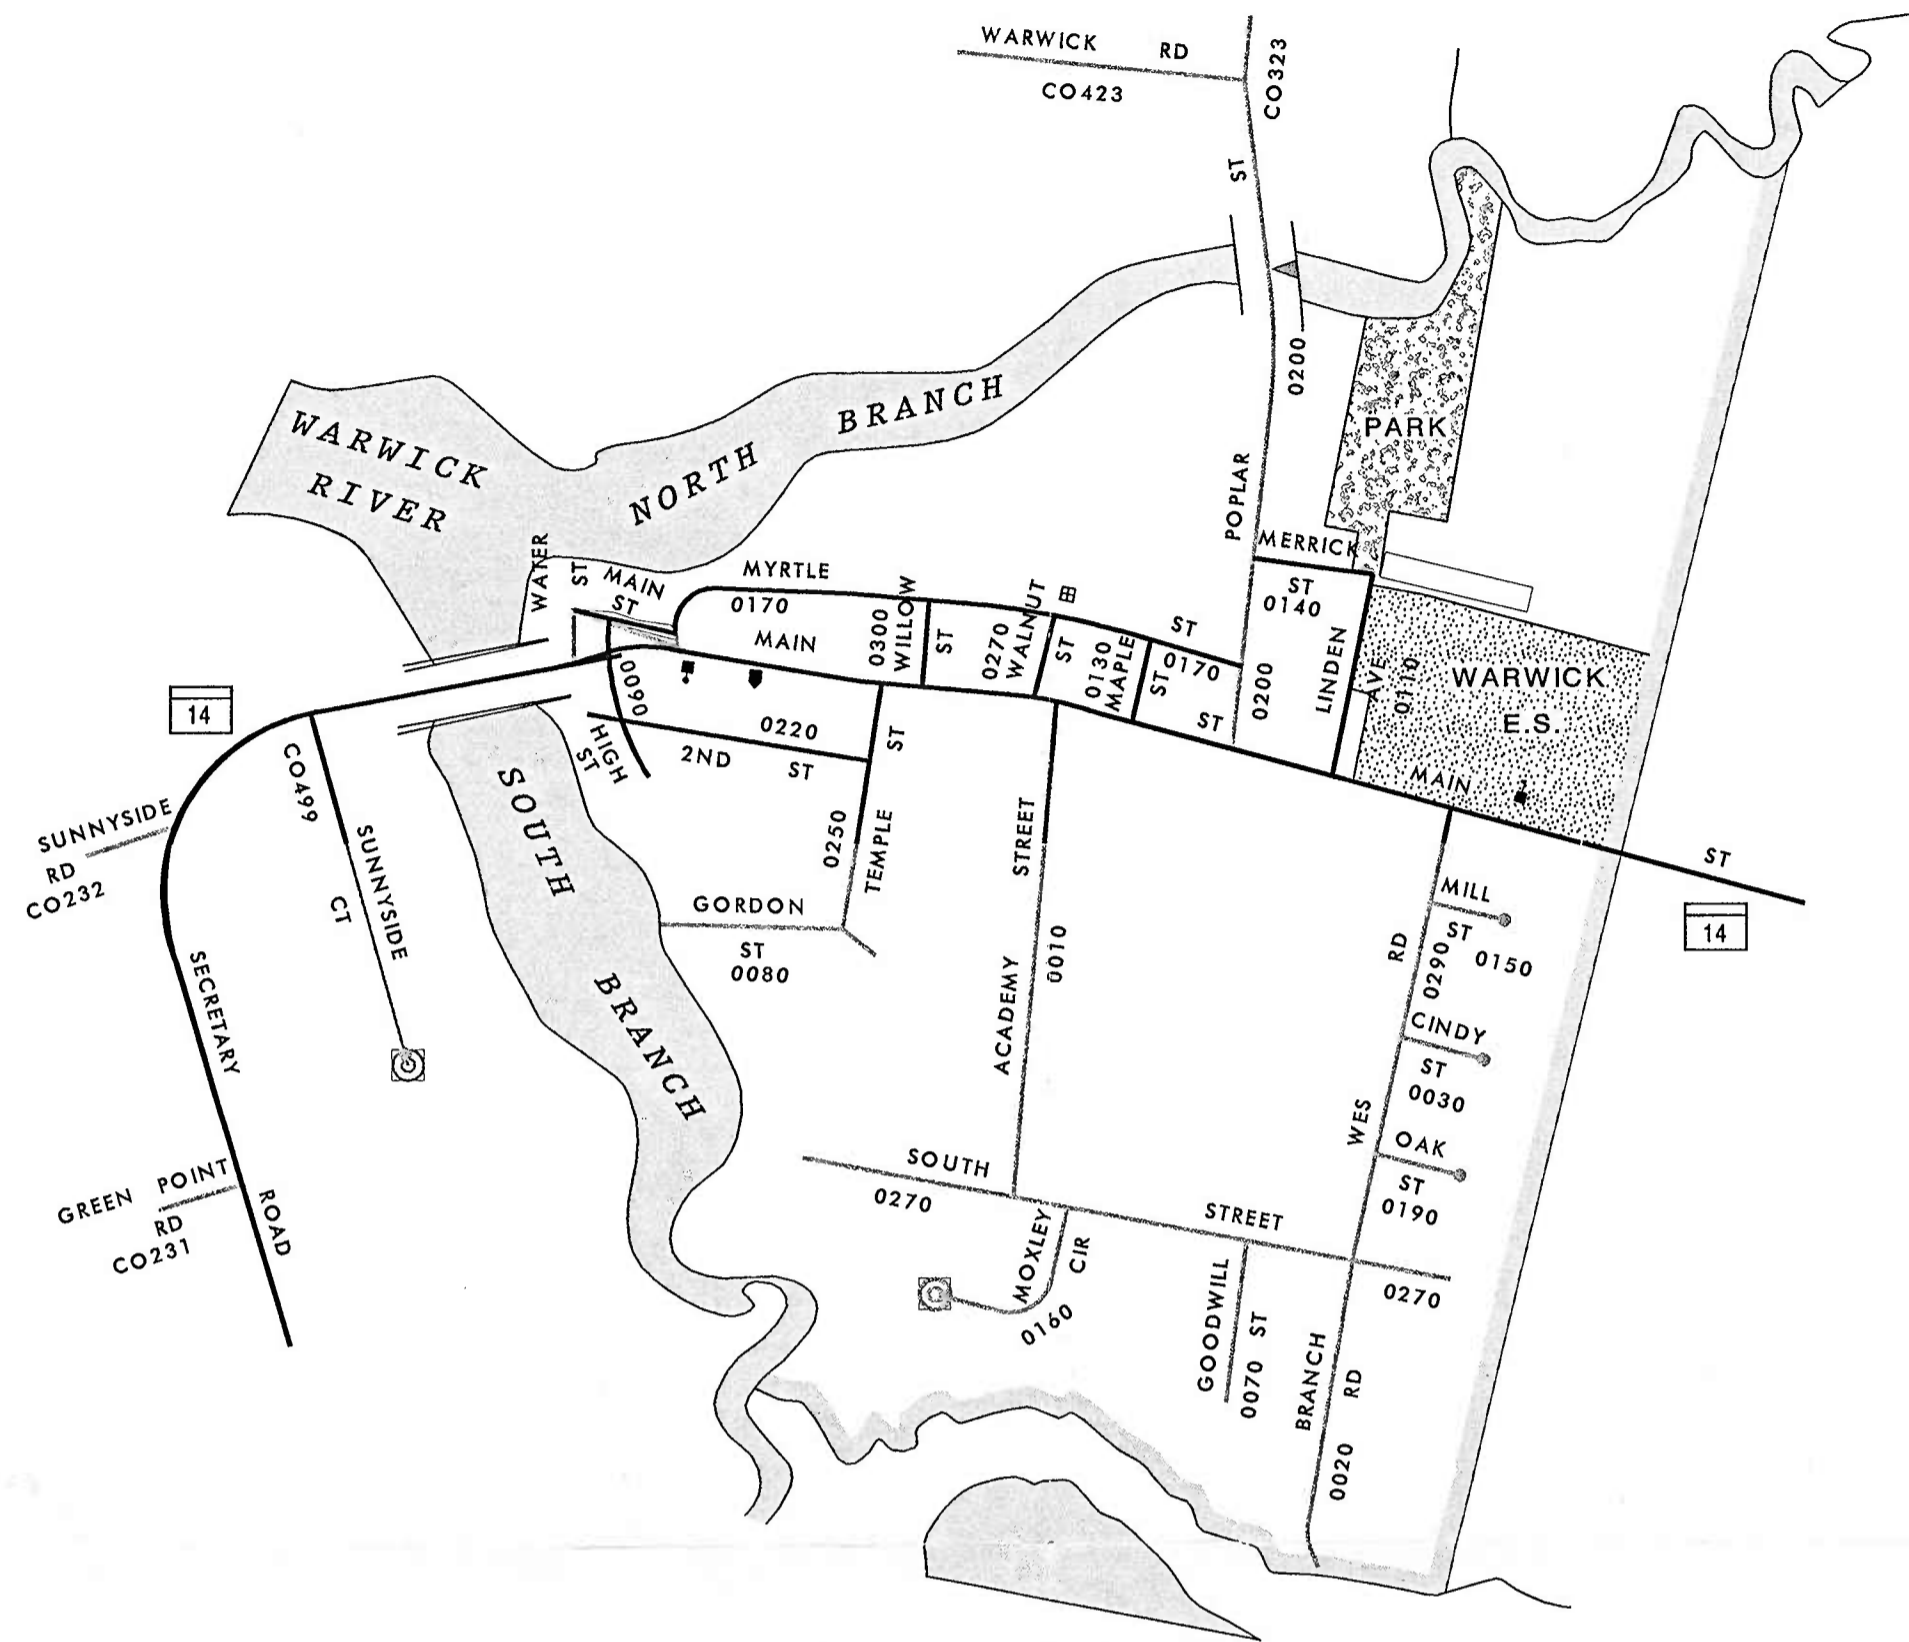 WARWICK RD
CO423
CO323
ST
0200
WARWICK
RIVER
NORTH BRANCH
POPLAR
PARK
MERRICK
ST
0140
WATER
ST
MAIN
ST
MYRTLE
0170
MAIN
0300
WILLOW
ST
0270
WALNUT
ST
0130
MAPLE
ST
ST
0170
ST
0200
LINDEN
AVE
0110
WARWICK
E.S.
MAIN
ST
14
14
0090
HIGH
ST
0220
2ND ST
ST
0250
TEMPLE
GORDON
ST
0080
CO499
SUNNYSIDE
CT
SUNNYSIDE
RD
CO232
SECRETARY
ROAD
GREEN POINT
RD
CO231
SOUTH
BRANCH
STREET
ACADEMY
0010
MILL
ST
0150
RD
0290
CINDY
ST
0030
WES
OAK
ST
0190
SOUTH
0270
STREET
0270
MOXLEY
CIR
0160
GOODWILL
ST
0070
BRANCH
RD
0020